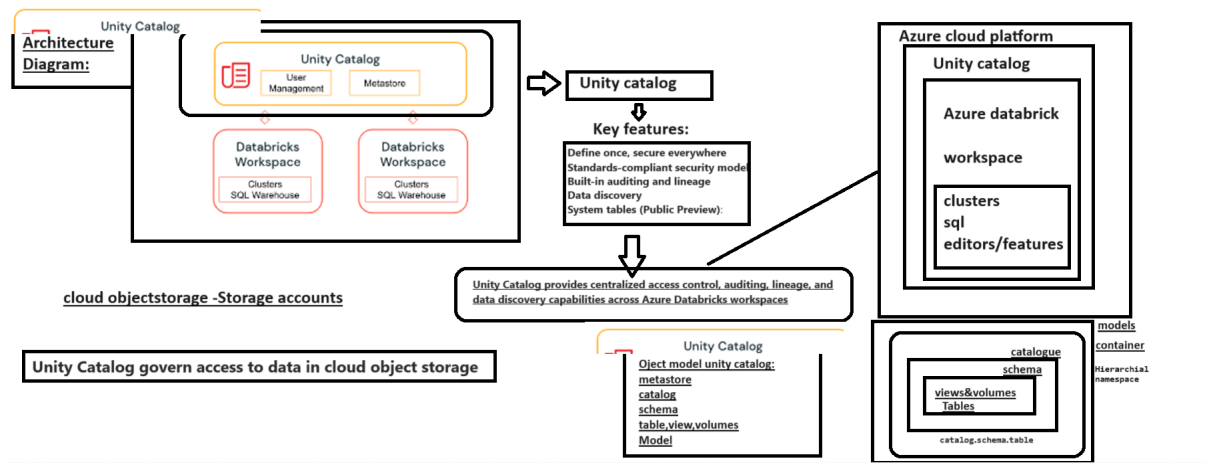 Unity Catalog
Architecture
Diagram:
Unity Catalog
User
Management
Metastore
Databricks
Workspace
Clusters
SQL Warehouse
Databricks
Workspace
Clusters
SQL Warehouse
Unity catalog
Key features:
Define once, secure everywhere
Standards-compliant security model
Built-in auditing and lineage
Data discovery
System tables (Public Preview):
Unity Catalog provides centralized access control, auditing, lineage, and
data discovery capabilities across Azure Databricks workspaces
Azure cloud platform
Unity catalog
Azure databrick
workspace
clusters
sql
editors/features
cloud objectstorage -Storage accounts
Unity Catalog govern access to data in cloud object storage
Unity Catalog
Oject model unity catalog:
metastore
catalog
schema
table,view,volumes
Model
models
container
Hierarchial
namespace
catalogue
schema
views&volumes
Tables
catalog.schema.table